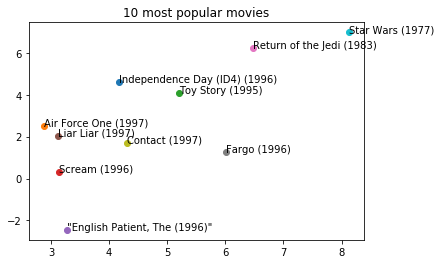 10 most popular movies
Star Wars (1977)
Return of the Jedi (1983)
Independence Day (ID4) (1996)
Toy Story (1995)
Air Force One (1997)
Liar Liar (1997)
Contact (1997)
Fargo (1996)
Scream (1996)
"English Patient, The (1996)"
6
4
2
0
−2
3 4 5 6 7 8